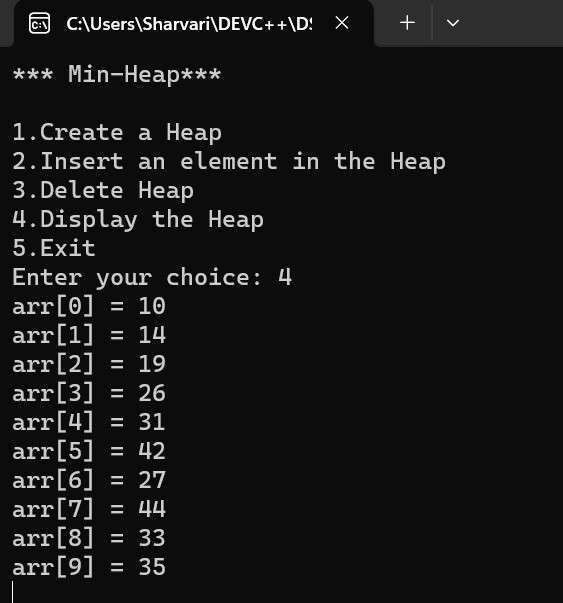 C:\Users\Sharvari\DEVC++\DS
*** Min-Heap***
1.Create a Heap
2.Insert an element in the Heap
3.Delete Heap
4.Display the Heap
5.Exit
Enter your choice: 4
arr[0] = 10
arr[1] = 14
arr[2] = 19
arr[3] = 26
arr[4] = 31
arr[5] = 42
arr[6] = 27
arr[7] = 44
arr[8] = 33
arr[9] = 35